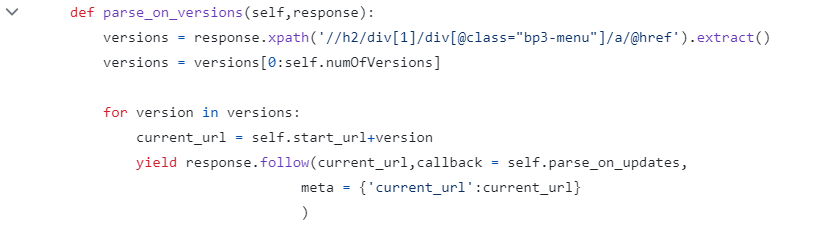 def parse_on_versions(self,response):
    versions = response.xpath('//h2/div[1]/div[@class="bp3-menu"]/a/@href').extract()
    versions = versions[0:self.numOfVersions]

    for version in versions:
        current_url = self.start_url+version
        yield response.follow(current_url,callback = self.parse_on_updates,
                            meta = {'current_url':current_url}
                            )